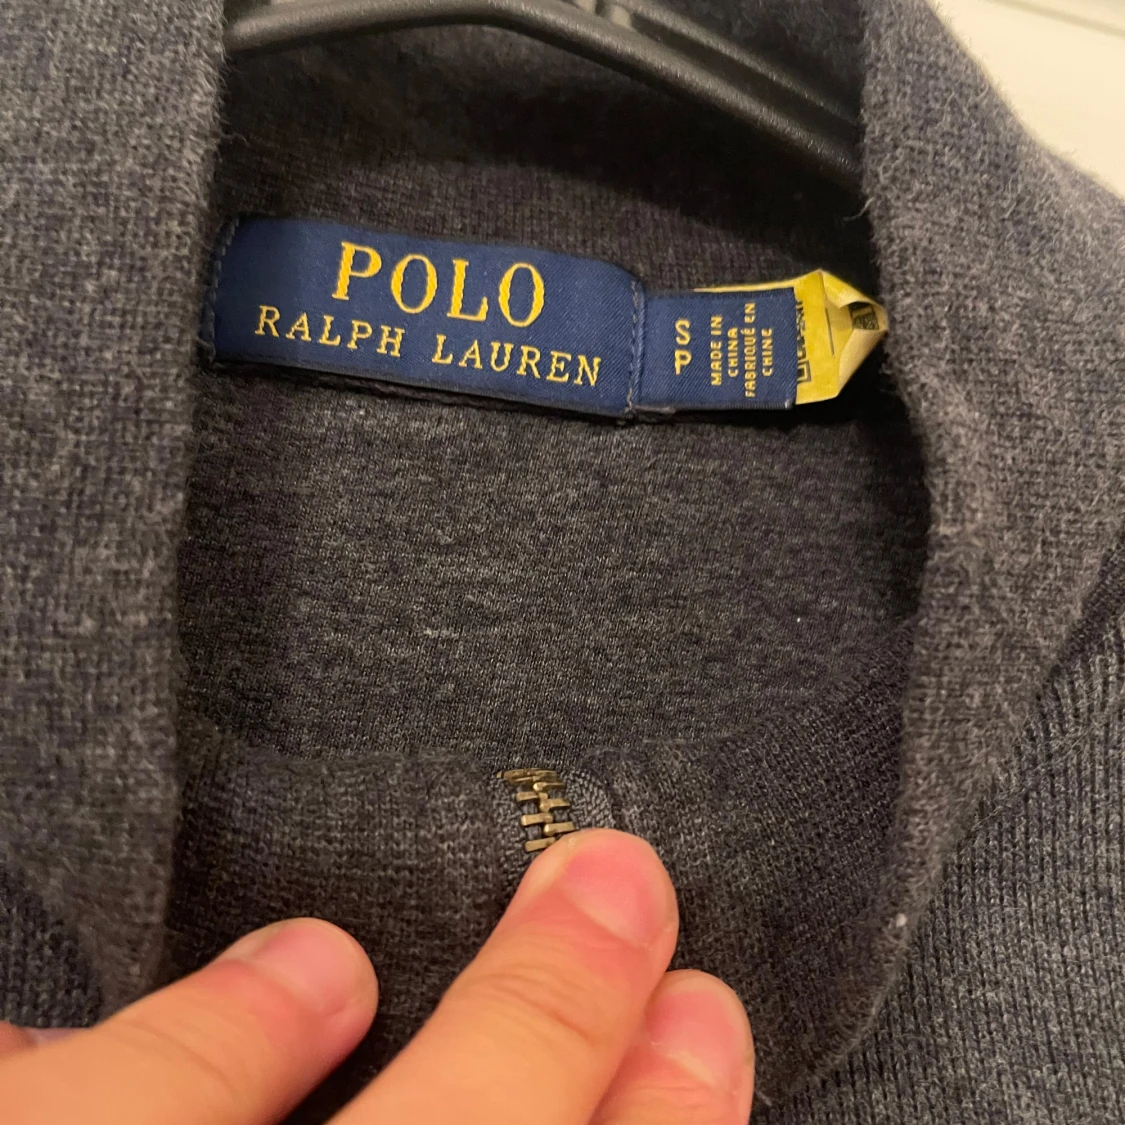 POLO
RALPH LAUREN
S
P
MADE IN
CHINA
FABRIQUÉ EN
CHINE